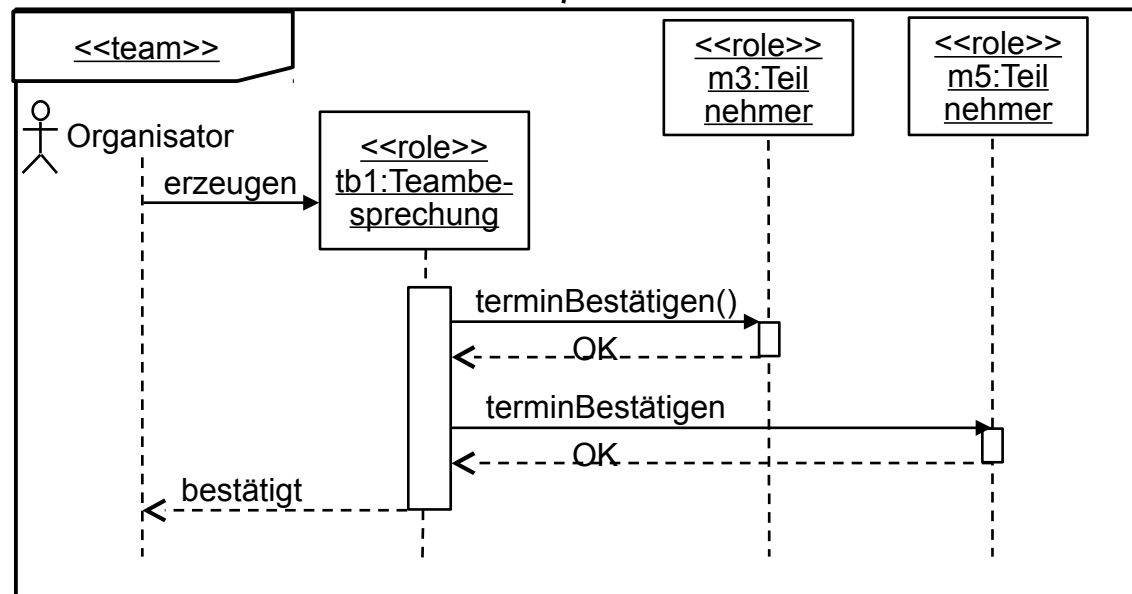 <<team>>
<<role>>
m3:Teil
nehmer
<<role>>
m5:Teil
nehmer
Organisator
<<role>>
tb1:Teambe-
sprechung
erzeugen
terminBestätigen()
OK
terminBestätigen
OK
bestätigt